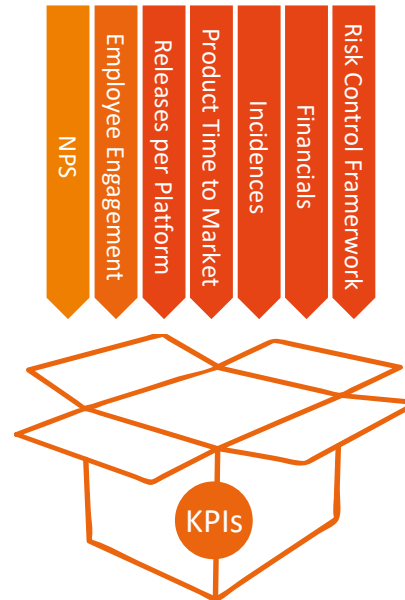 NPS
Employee Engagement
Releases per Platform
Product Time to Market
Incidences
Financials
Risk Control Framerwork
KPIs